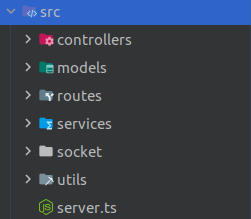 src
controllers
models
routes
services
socket
utils
server.ts